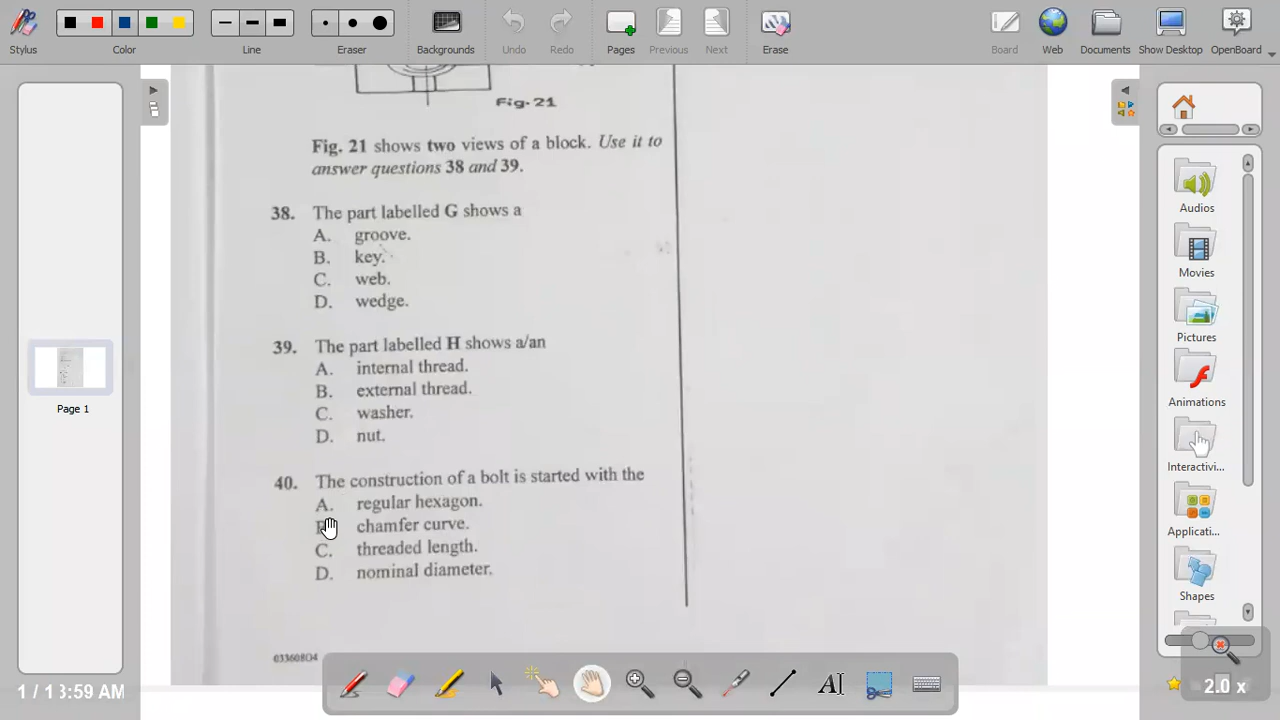 Stylus
Color
Line
Eraser
Backgrounds
Undo
Redo
Pages
Previous
Next
Erase
Board
Web
Documents
Show Desktop
OpenBoard
Fig. 21
Fig. 21 shows two views of a block. Use it to
answer questions 38 and 39.
38. The part labelled G shows a
A. groove.
B. key.
C. web.
D. wedge.
39. The part labelled H shows a/an
A. internal thread.
B. external thread.
C. washer.
D. nut.
40. The construction of a bolt is started with the
A. regular hexagon.
chamfer curve.
C. threaded length.
D. nominal diameter.
033608O4
Page 1
Audios
Movies
Pictures
Animations
Interactivi...
Applicati...
Shapes
1 / 1
3:59 AM
2.0 x